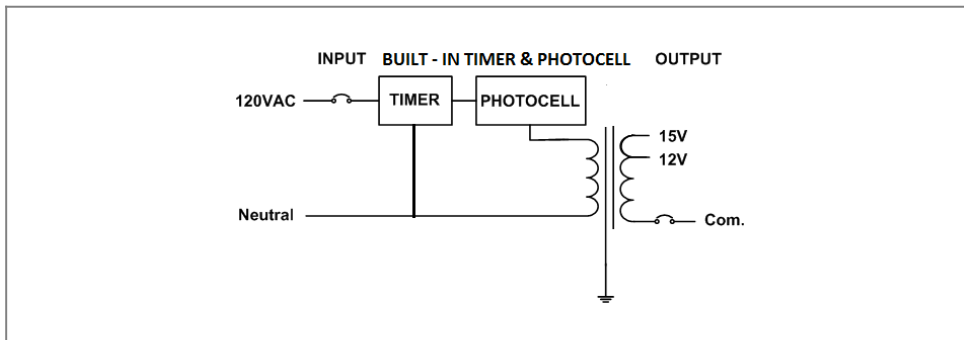 INPUT BUILT - IN TIMER & PHOTOCELL OUTPUT
120VAC TIMER PHOTOCELL
15V
12V
Neutral Com.